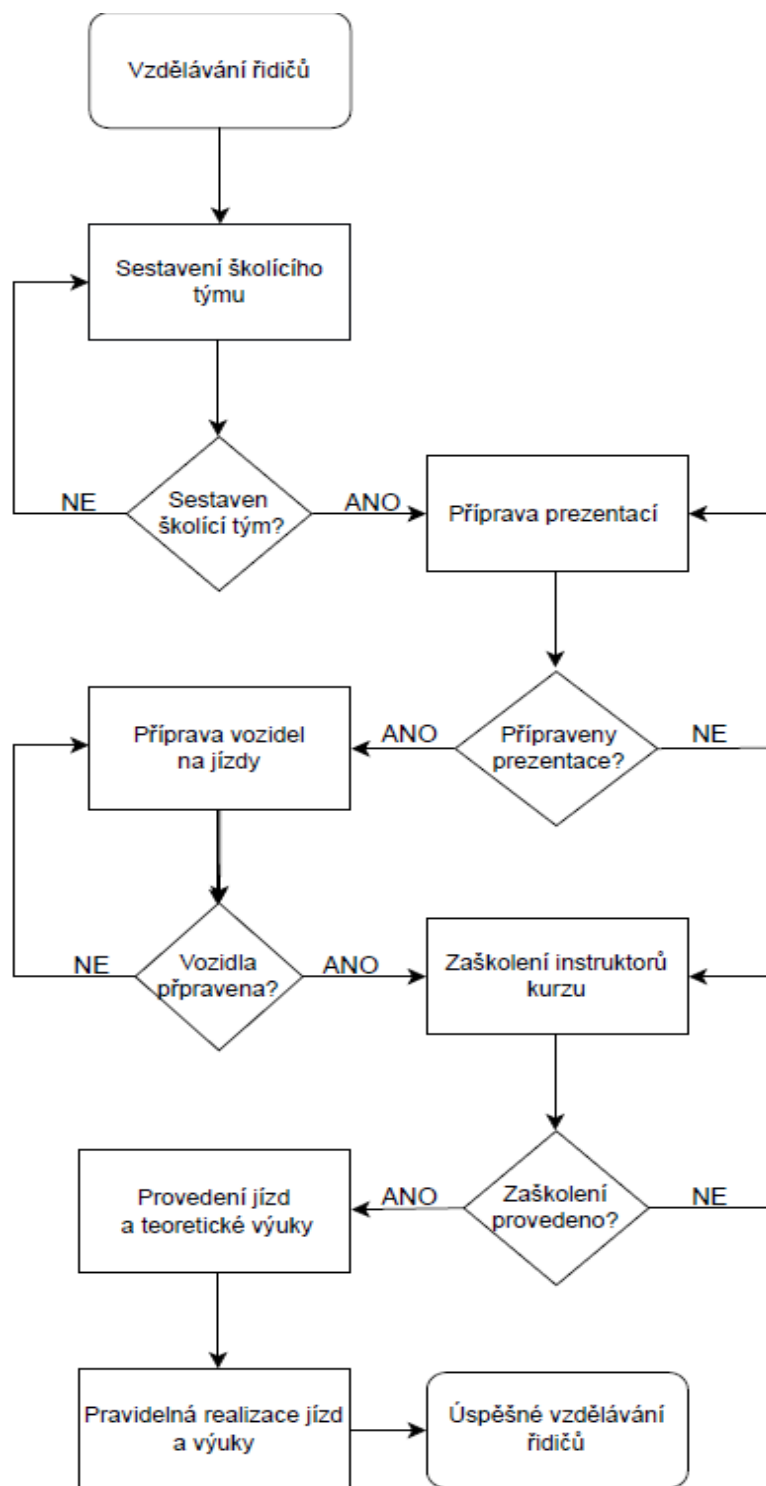 Vzdělávání řidičů
Sestavení školícího
týmu
Sestaven
školící tým?
NE
ANO
Příprava prezentací
Přípraveny
prezentace?
ANO
NE
Příprava vozidel
na jízdy
Vozidla
přpravena?
NE
ANO
Zaškolení instruktorů
kurzu
Zaškolení
provedeno?
ANO
NE
Provedení jízd
a teoretické výuky
Pravidelná realizace jízd
a výuky
Úspěšné vzdělávání
řidičů